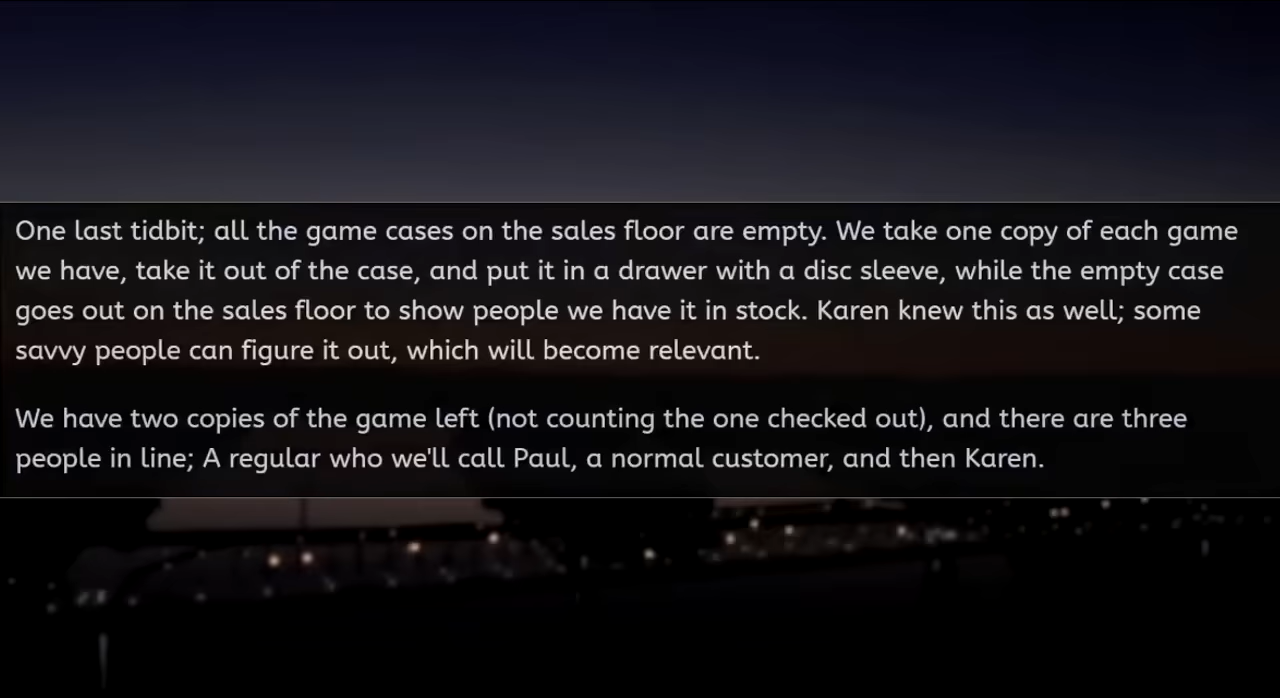 One last tidbit; all the game cases on the sales floor are empty. We take one copy of each game
we have, take it out of the case, and put it in a drawer with a disc sleeve, while the empty case
goes out on the sales floor to show people we have it in stock. Karen knew this as well; some
savvy people can figure it out, which will become relevant.
We have two copies of the game left (not counting the one checked out), and there are three
people in line; A regular who we'll call Paul, a normal customer, and then Karen.